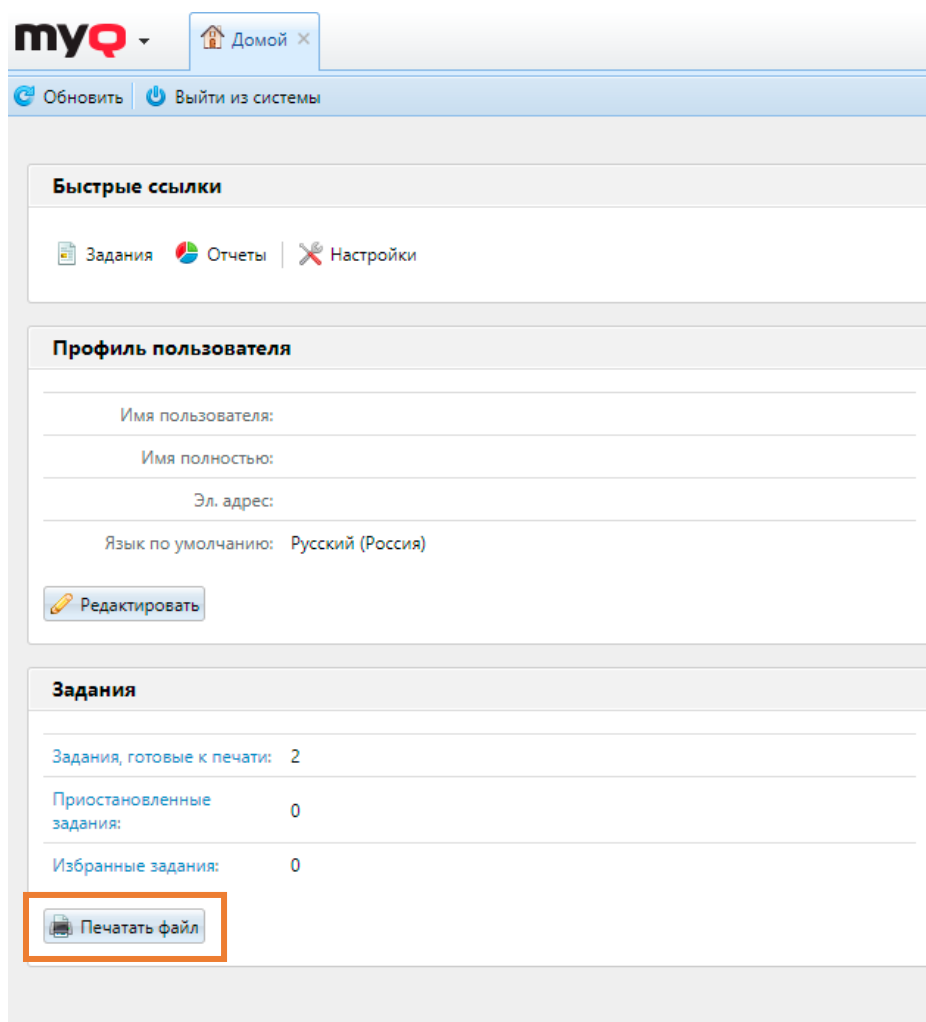 myQ
Домой
Обновить Выйти из системы
Быстрые ссылки
Задания Отчеты Настройки
Профиль пользователя
Имя пользователя:
Имя полностью:
Эл. адрес:
Язык по умолчанию: Русский (Россия)
Редактировать
Задания
Задания, готовые к печати: 2
Приостановленные
задания: 0
Избранные задания: 0
Печатать файл